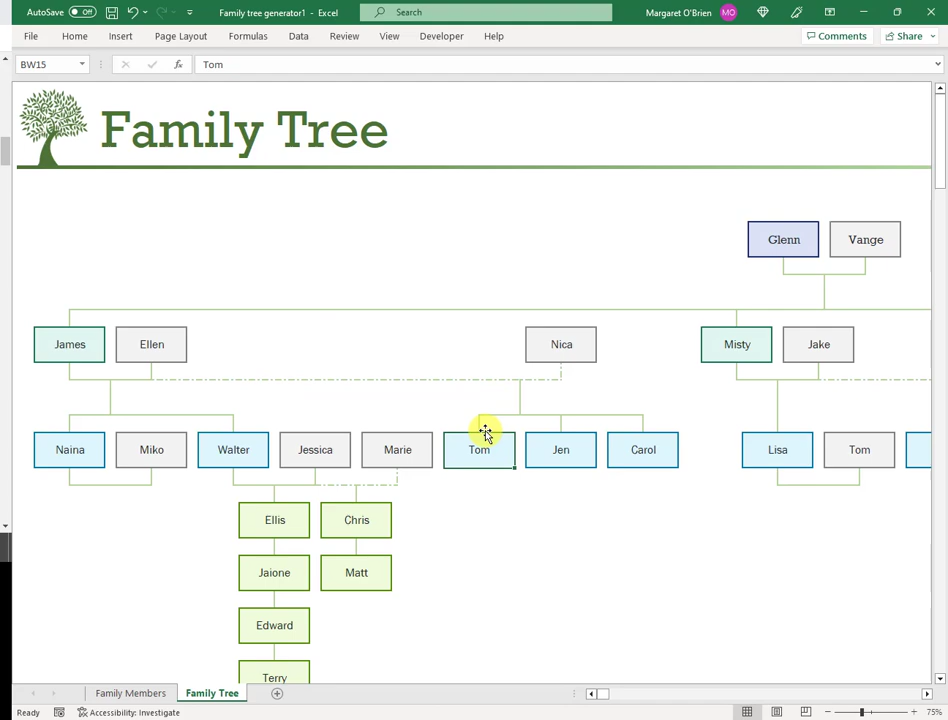 AutoSave Off Family tree generator1 - Excel Search Margaret O'Brien MO
File Home Insert Page Layout Formulas Data Review View Developer Help Comments Share
BW15 fx Tom
Family Tree
Glenn Vange
James Ellen Nica Misty Jake
Naina Miko Walter Jessica Marie Tom Jen Carol Lisa Tom
Ellis Chris
Jaione Matt
Edward
Terry
Family Members Family Tree
Ready Accessibility: Investigate 75%